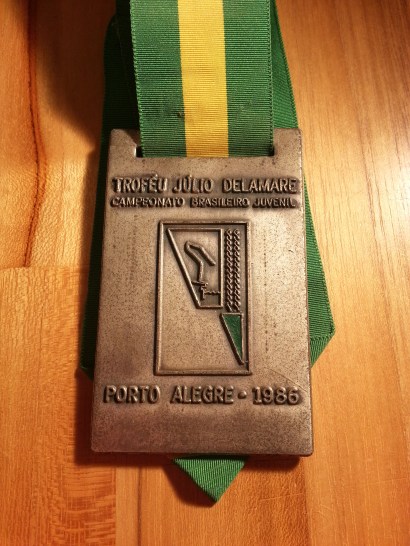 TROFÉU JÚLIO DELAMARE
CAMPEONATO BRASILEIRO JUVENIL
PORTO ALEGRE - 1986